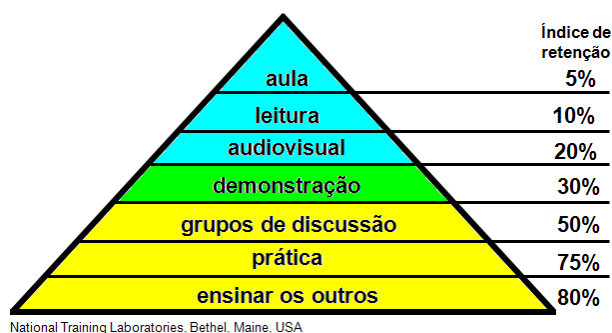 Índice de
retenção
aula 5%
leitura 10%
audiovisual 20%
demonstração 30%
grupos de discussão 50%
prática 75%
ensinar os outros 80%
National Training Laboratories, Bethel, Maine, USA